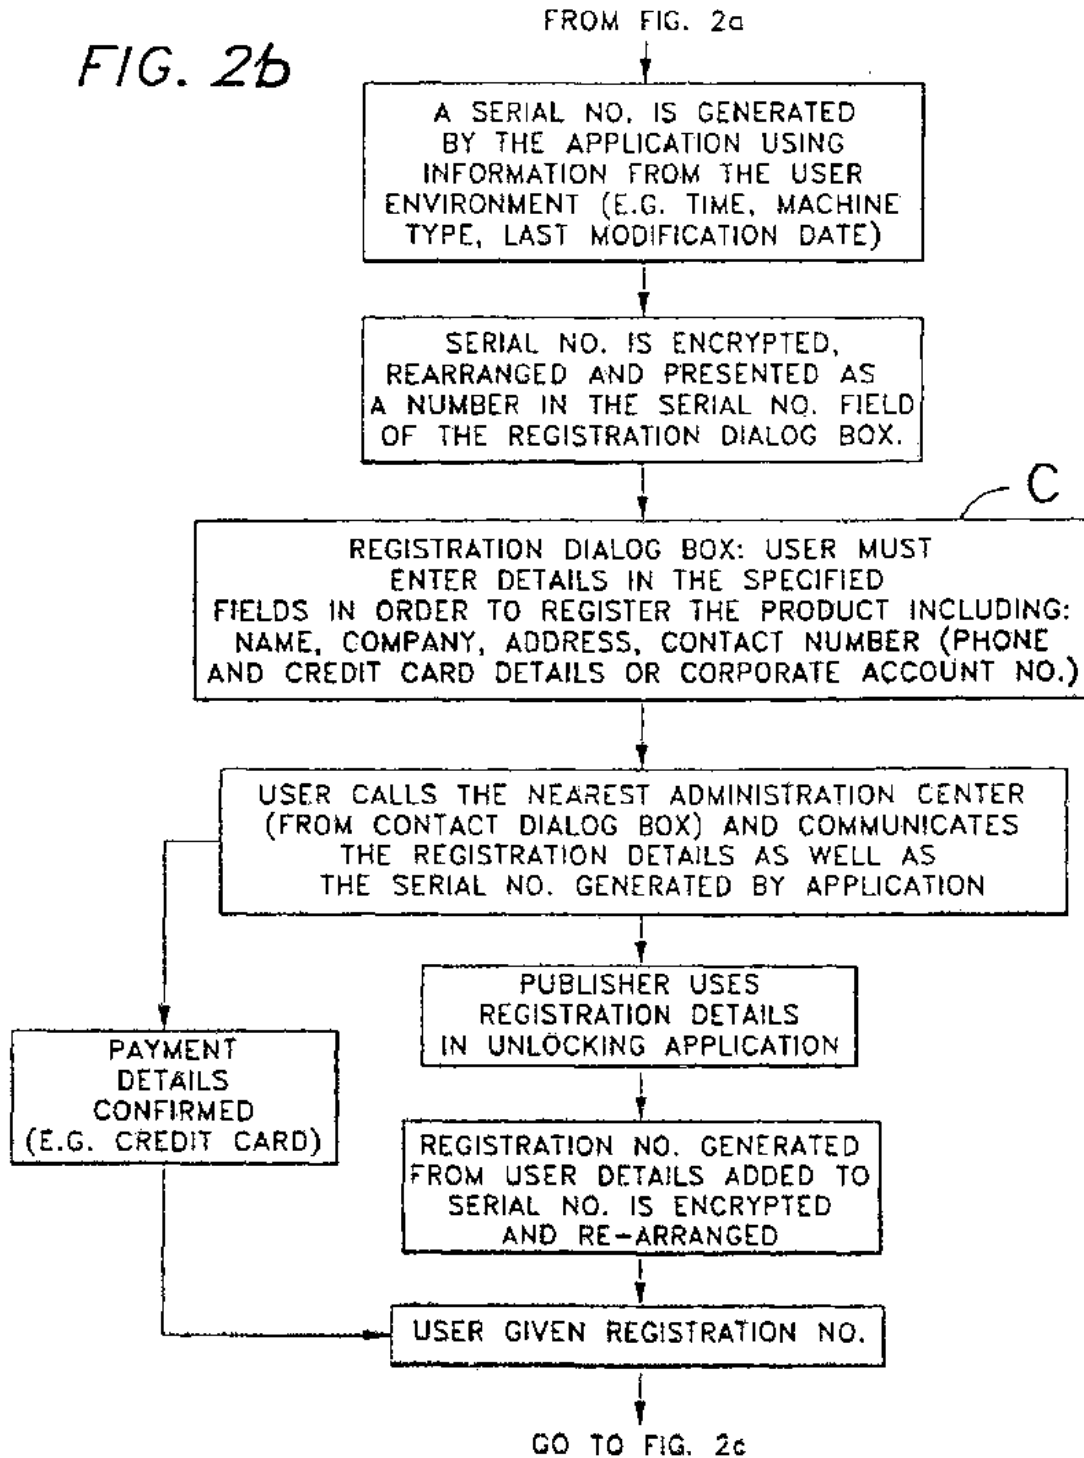 FROM FIG. 2a
FIG. 2b
A SERIAL NO. IS GENERATED
BY THE APPLICATION USING
INFORMATION FROM THE USER
ENVIRONMENT (E.G. TIME, MACHINE
TYPE, LAST MODIFICATION DATE)
SERIAL NO. IS ENCRYPTED,
REARRANGED AND PRESENTED AS
A NUMBER IN THE SERIAL NO. FIELD
OF THE REGISTRATION DIALOG BOX.
C
REGISTRATION DIALOG BOX: USER MUST
ENTER DETAILS IN THE SPECIFIED
FIELDS IN ORDER TO REGISTER THE PRODUCT INCLUDING:
NAME, COMPANY, ADDRESS, CONTACT NUMBER (PHONE
AND CREDIT CARD DETAILS OR CORPORATE ACCOUNT NO.)
USER CALLS THE NEAREST ADMINISTRATION CENTER
(FROM CONTACT DIALOG BOX) AND COMMUNICATES
THE REGISTRATION DETAILS AS WELL AS
THE SERIAL NO. GENERATED BY APPLICATION
PUBLISHER USES
REGISTRATION DETAILS
IN UNLOCKING APPLICATION
PAYMENT
DETAILS
CONFIRMED
(E.G. CREDIT CARD)
REGISTRATION NO. GENERATED
FROM USER DETAILS ADDED TO
SERIAL NO. IS ENCRYPTED
AND RE-ARRANGED
USER GIVEN REGISTRATION NO.
GO TO FIG. 2c